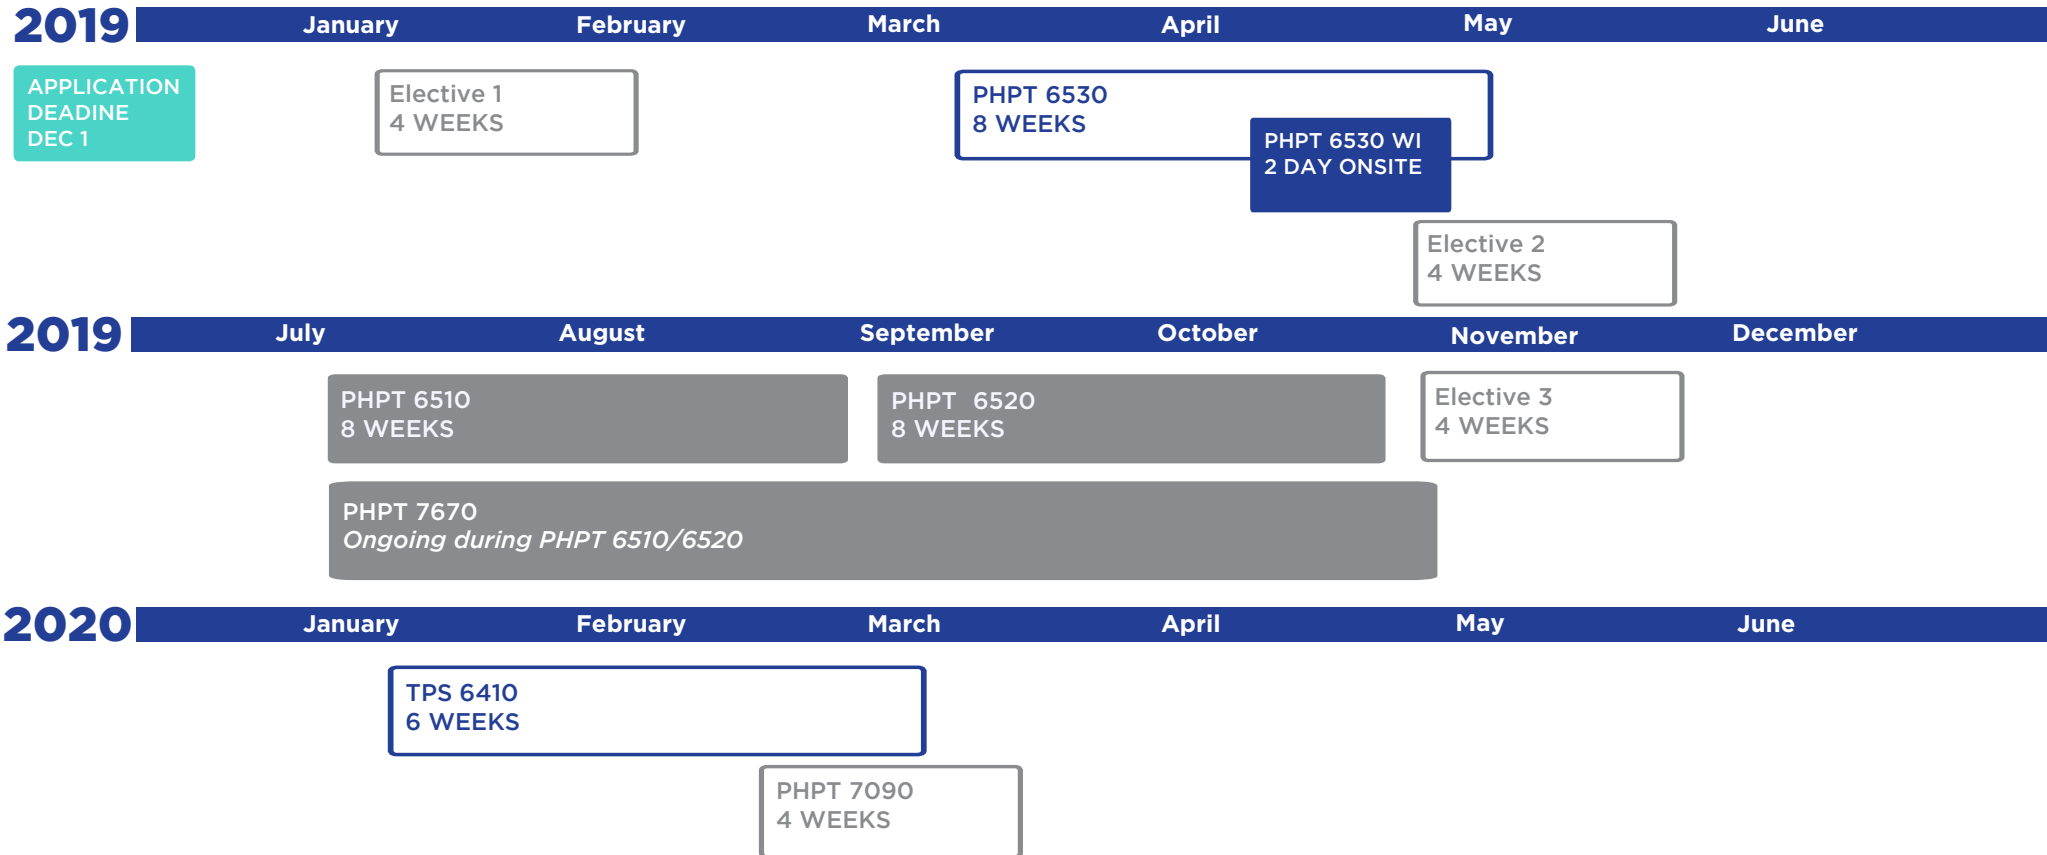 2019 January February March April May June
APPLICATION
DEADINE
DEC 1
Elective 1
4 WEEKS
PHPT 6530
8 WEEKS
PHPT 6530 WI
2 DAY ONSITE
Elective 2
4 WEEKS
2019 July August September October November December
PHPT 6510
8 WEEKS
PHPT 6520
8 WEEKS
Elective 3
4 WEEKS
PHPT 7670
Ongoing during PHPT 6510/6520
2020 January February March April May June
TPS 6410
6 WEEKS
PHPT 7090
4 WEEKS